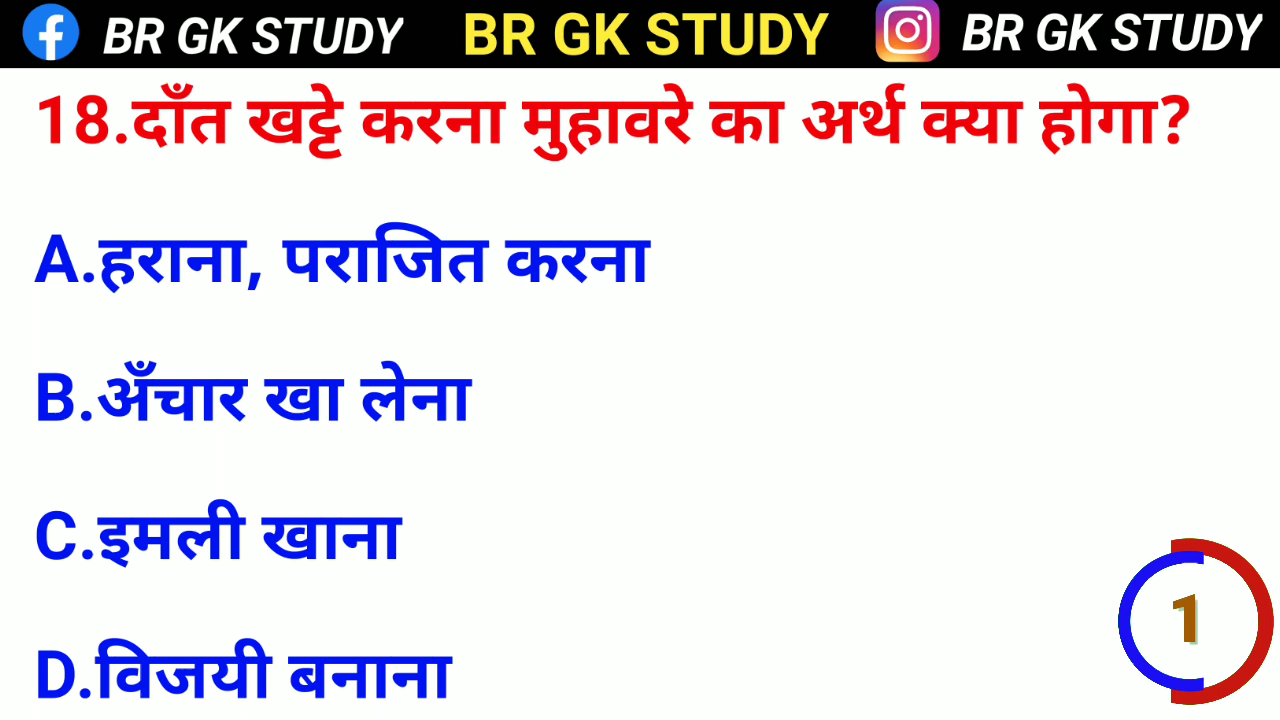 BR GK STUDY BR GK STUDY BR GK STUDY
18.दाँत खट्टे करना मुहावरे का अर्थ क्या होगा?
A.हराना, पराजित करना
B.अँचार खा लेना
C.इमली खाना
D.विजयी बनाना
1